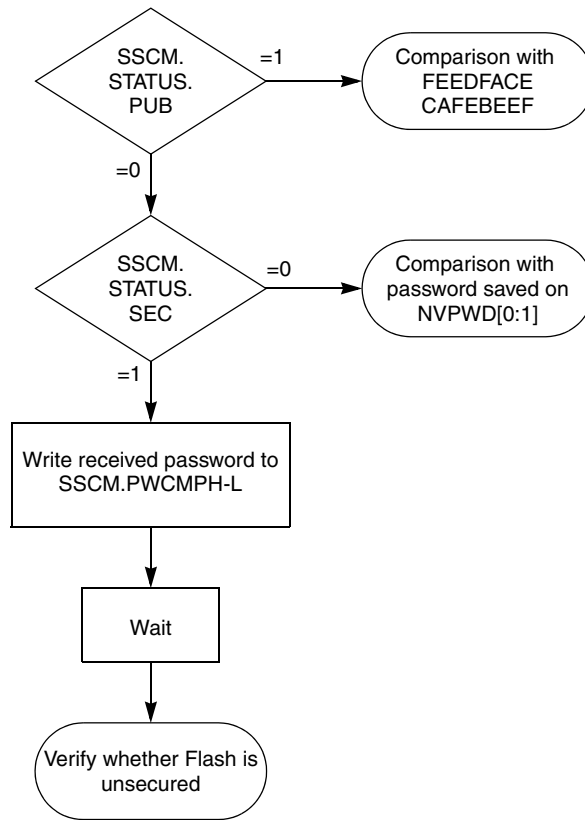 SSCM.
STATUS.
PUB
=1
Comparison with
FEEDFACE
CAFEBEEF
=0
SSCM.
STATUS.
SEC
=0
Comparison with
password saved on
NVPWD[0:1]
=1
Write received password to
SSCM.PWCMPH-L
Wait
Verify whether Flash is
unsecured